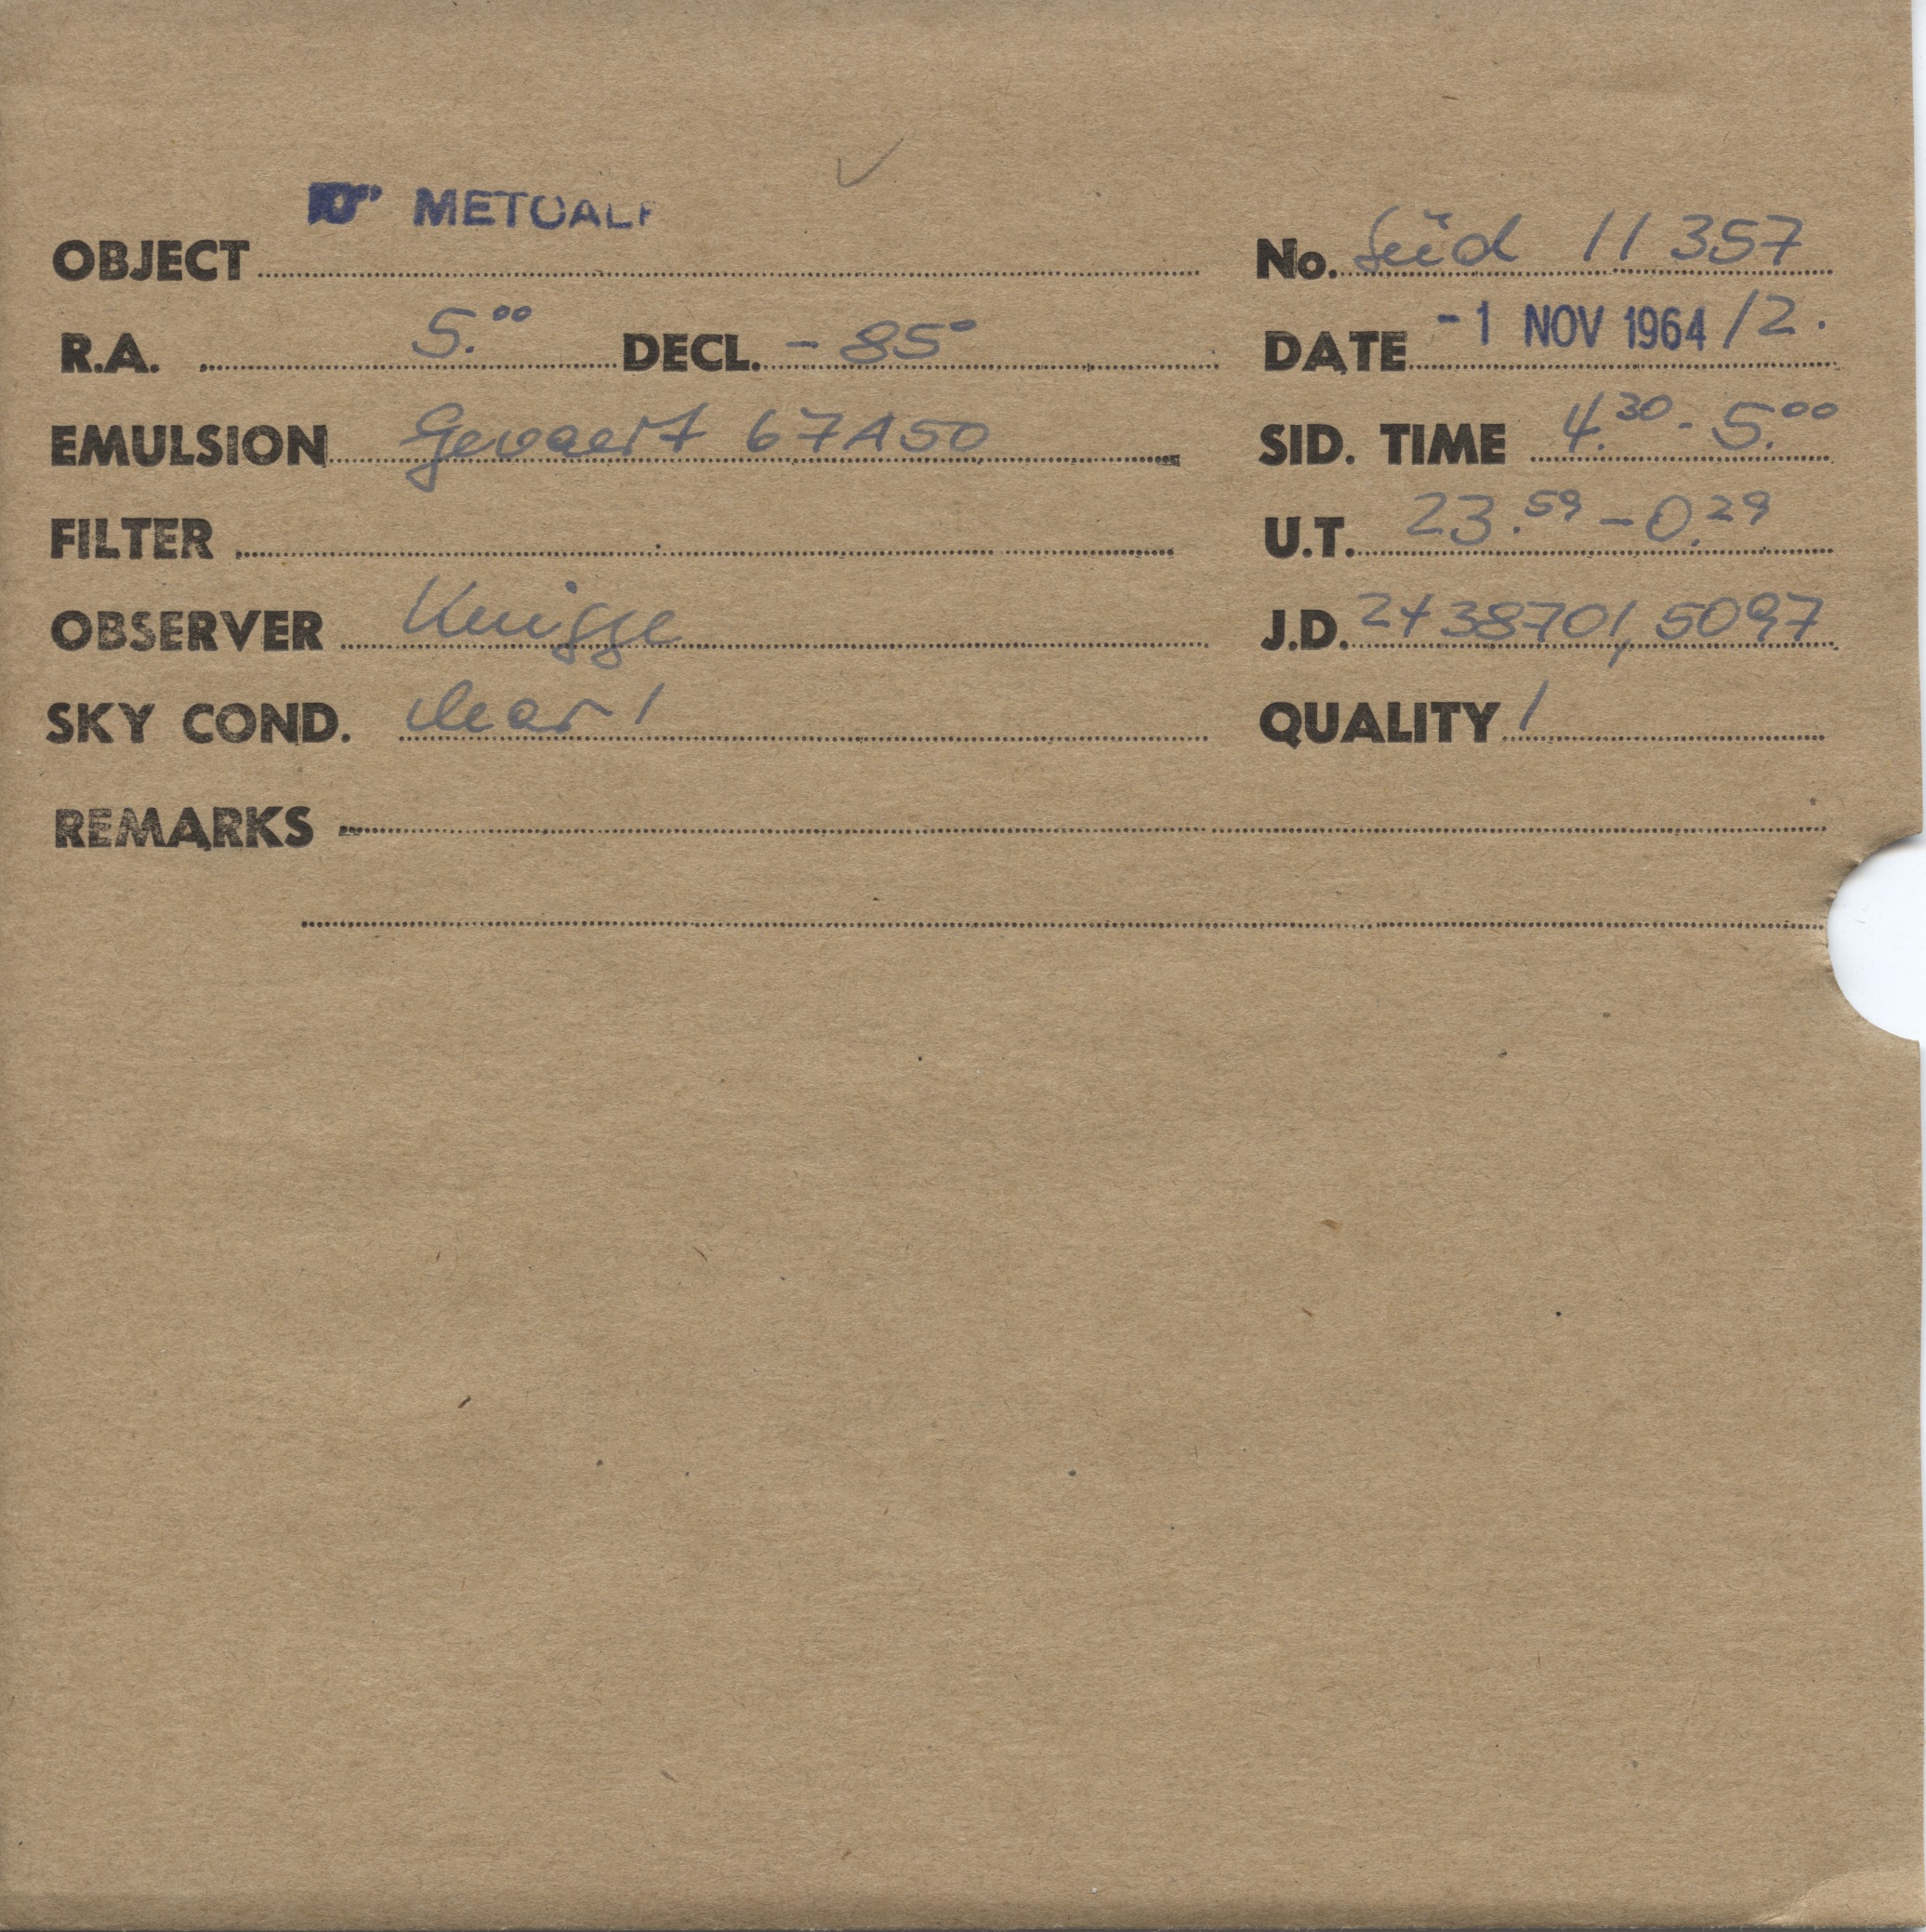 10" METCALF
OBJECT No. Süd 11357
R.A. 5.⁰⁰ DECL. -85° DATE -1 NOV 1964 /2.
EMULSION Gevaert 67A50 SID. TIME 4.³⁰ - 5.⁰⁰
FILTER U.T. 23.⁵⁹ - 0.²⁹
OBSERVER Knigge J.D. 2438701,5097
SKY COND. clear 1 QUALITY 1
REMARKS